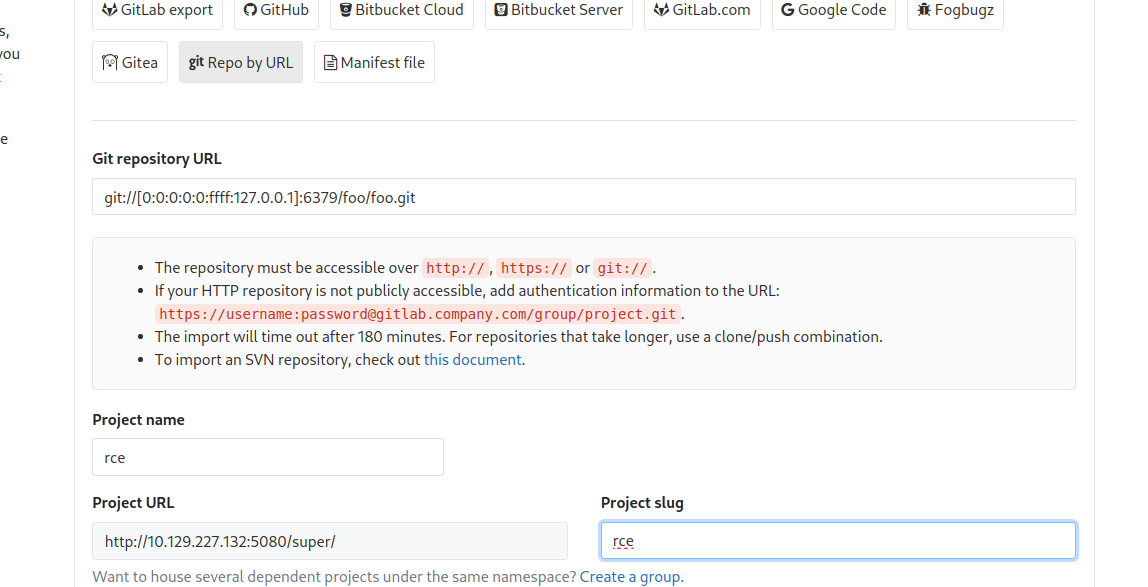 GitLab export GitHub Bitbucket Cloud Bitbucket Server GitLab.com Google Code Fogbugz
s,
you
Gitea git Repo by URL Manifest file
e
Git repository URL
git://[0:0:0:0:0:ffff:127.0.0.1]:6379/foo/foo.git
The repository must be accessible over http://, https:// or git://.
If your HTTP repository is not publicly accessible, add authentication information to the URL:
https://username:password@gitlab.company.com/group/project.git.
The import will time out after 180 minutes. For repositories that take longer, use a clone/push combination.
To import an SVN repository, check out this document.
Project name
rce
Project URL
Project slug
http://10.129.227.132:5080/super/
rce
Want to house several dependent projects under the same namespace? Create a group.